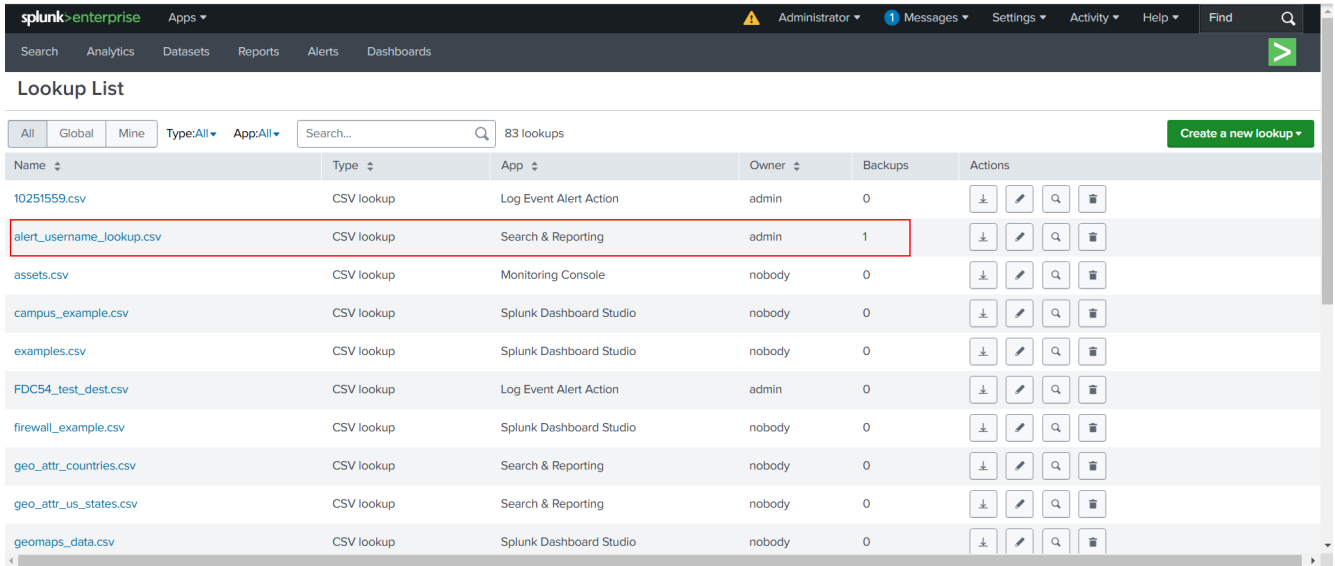 splunk>enterprise Apps Administrator 1 Messages Settings Activity Help Find
Search Analytics Datasets Reports Alerts Dashboards
Lookup List
All Global Mine Type:All App:All Search... 83 lookups Create a new lookup
Name Type App Owner Backups Actions
10251559.csv CSV lookup Log Event Alert Action admin 0
alert_username_lookup.csv CSV lookup Search & Reporting admin 1
assets.csv CSV lookup Monitoring Console nobody 0
campus_example.csv CSV lookup Splunk Dashboard Studio nobody 0
examples.csv CSV lookup Splunk Dashboard Studio nobody 0
FDC54_test_dest.csv CSV lookup Log Event Alert Action admin 0
firewall_example.csv CSV lookup Splunk Dashboard Studio nobody 0
geo_attr_countries.csv CSV lookup Search & Reporting nobody 0
geo_attr_us_states.csv CSV lookup Search & Reporting nobody 0
geomaps_data.csv CSV lookup Splunk Dashboard Studio nobody 0